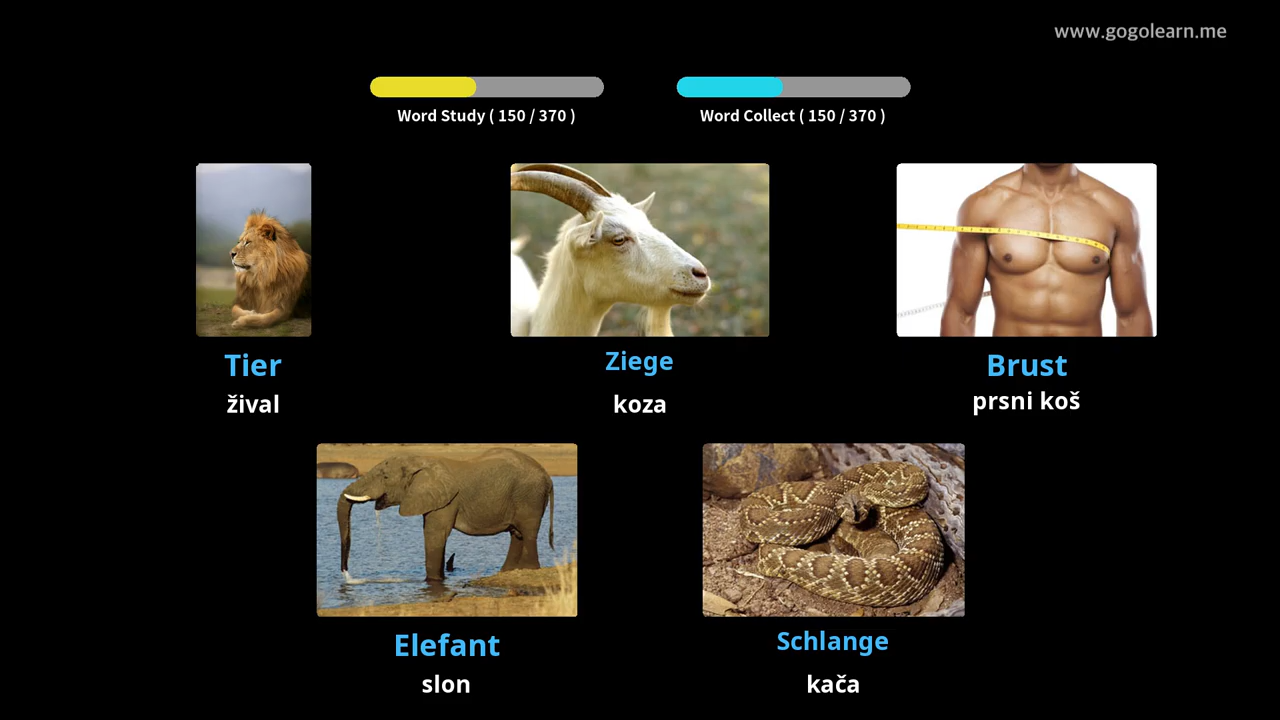 www.gogolearn.me
Word Study ( 150 / 370 )
Word Collect ( 150 / 370 )
Tier
žival
Ziege
koza
Brust
prsni koš
Elefant
slon
Schlange
kača